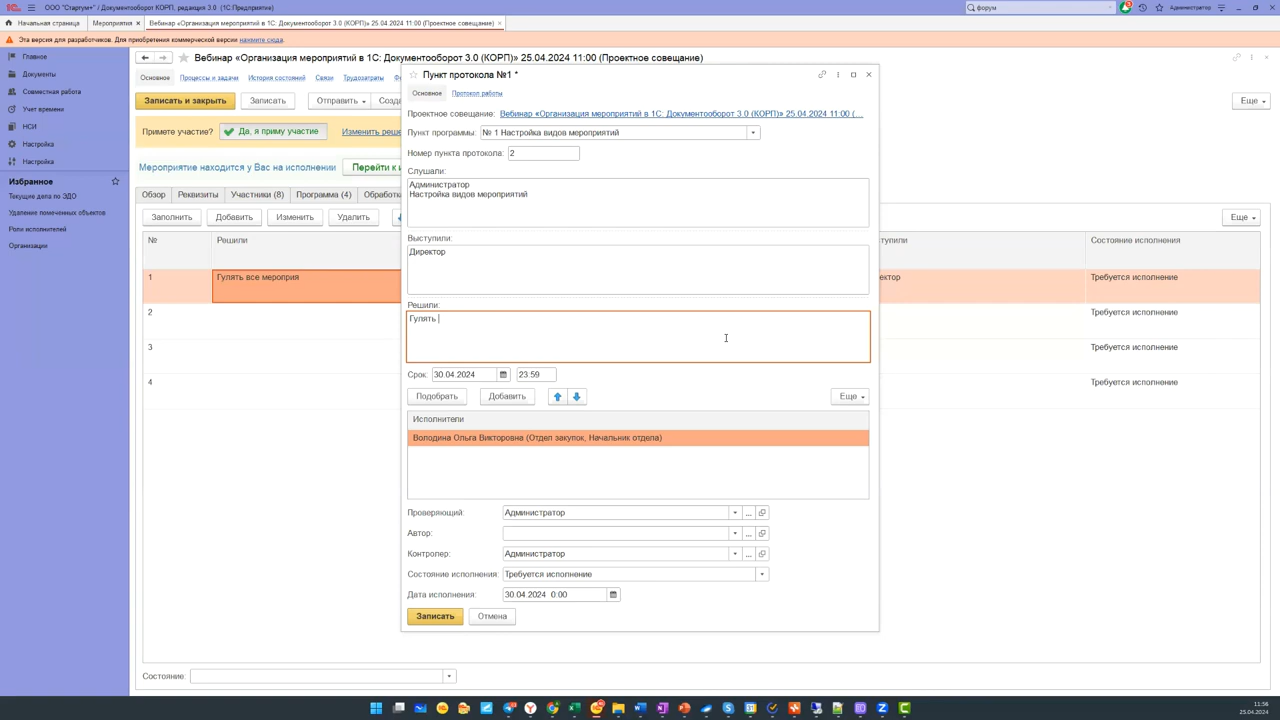 ООО "Стартум+" / Документооборот КОРП, редакция 3.0 (1С:Предприятие)
форум
Администратор
Начальная страница
Мероприятия ×
Вебинар «Организация мероприятий в 1С: Документооборот 3.0 (КОРП)» 25.04.2024 11:00 (Проектное совещание) ×
Эта версия для разработчиков. Для приобретения коммерческой версии нажмите сюда.
Главное
Документы
Совместная работа
Учет времени
НСИ
Настройка
Настройка
Избранное
Текущие дела по ЭДО
Удаление помеченных объектов
Роли исполнителей
Организации
Вебинар «Организация мероприятий в 1С: Документооборот 3.0 (КОРП)» 25.04.2024 11:00 (Проектное совещание)
Основное Процессы и задачи История состояний Связи Трудозатраты
Записать и закрыть Записать Отправить Созда
Еще
Примете участие? Да, я приму участие Изменить реше
Мероприятие находится у Вас на исполнении Перейти к и
Обзор Реквизиты Участники (8) Программа (4) Обработк
Заполнить Добавить Изменить Удалить
Еще
№ Решили
тупили Состояние исполнения
1 Гулять все мероприя
ектор Требуется исполнение
2 Требуется исполнение
3 Требуется исполнение
4 Требуется исполнение
Состояние:
Пункт протокола №1 *
Основное Протокол работы
Проектное совещание: Вебинар «Организация мероприятий в 1С: Документооборот 3.0 (КОРП)» 25.04.2024 11:00 (...
Пункт программы: № 1 Настройка видов мероприятий
Номер пункта протокола: 2
Слушали:
Администратор
Настройка видов мероприятий
Выступили:
Директор
Решили:
Гулять
Срок: 30.04.2024 23:59
Подобрать Добавить Еще
Исполнители
Володина Ольга Викторовна (Отдел закупок, Начальник отдела)
Проверяющий: Администратор
Автор:
Контролер: Администратор
Состояние исполнения: Требуется исполнение
Дата исполнения: 30.04.2024 0:00
Записать Отмена
11:56
25.04.2024